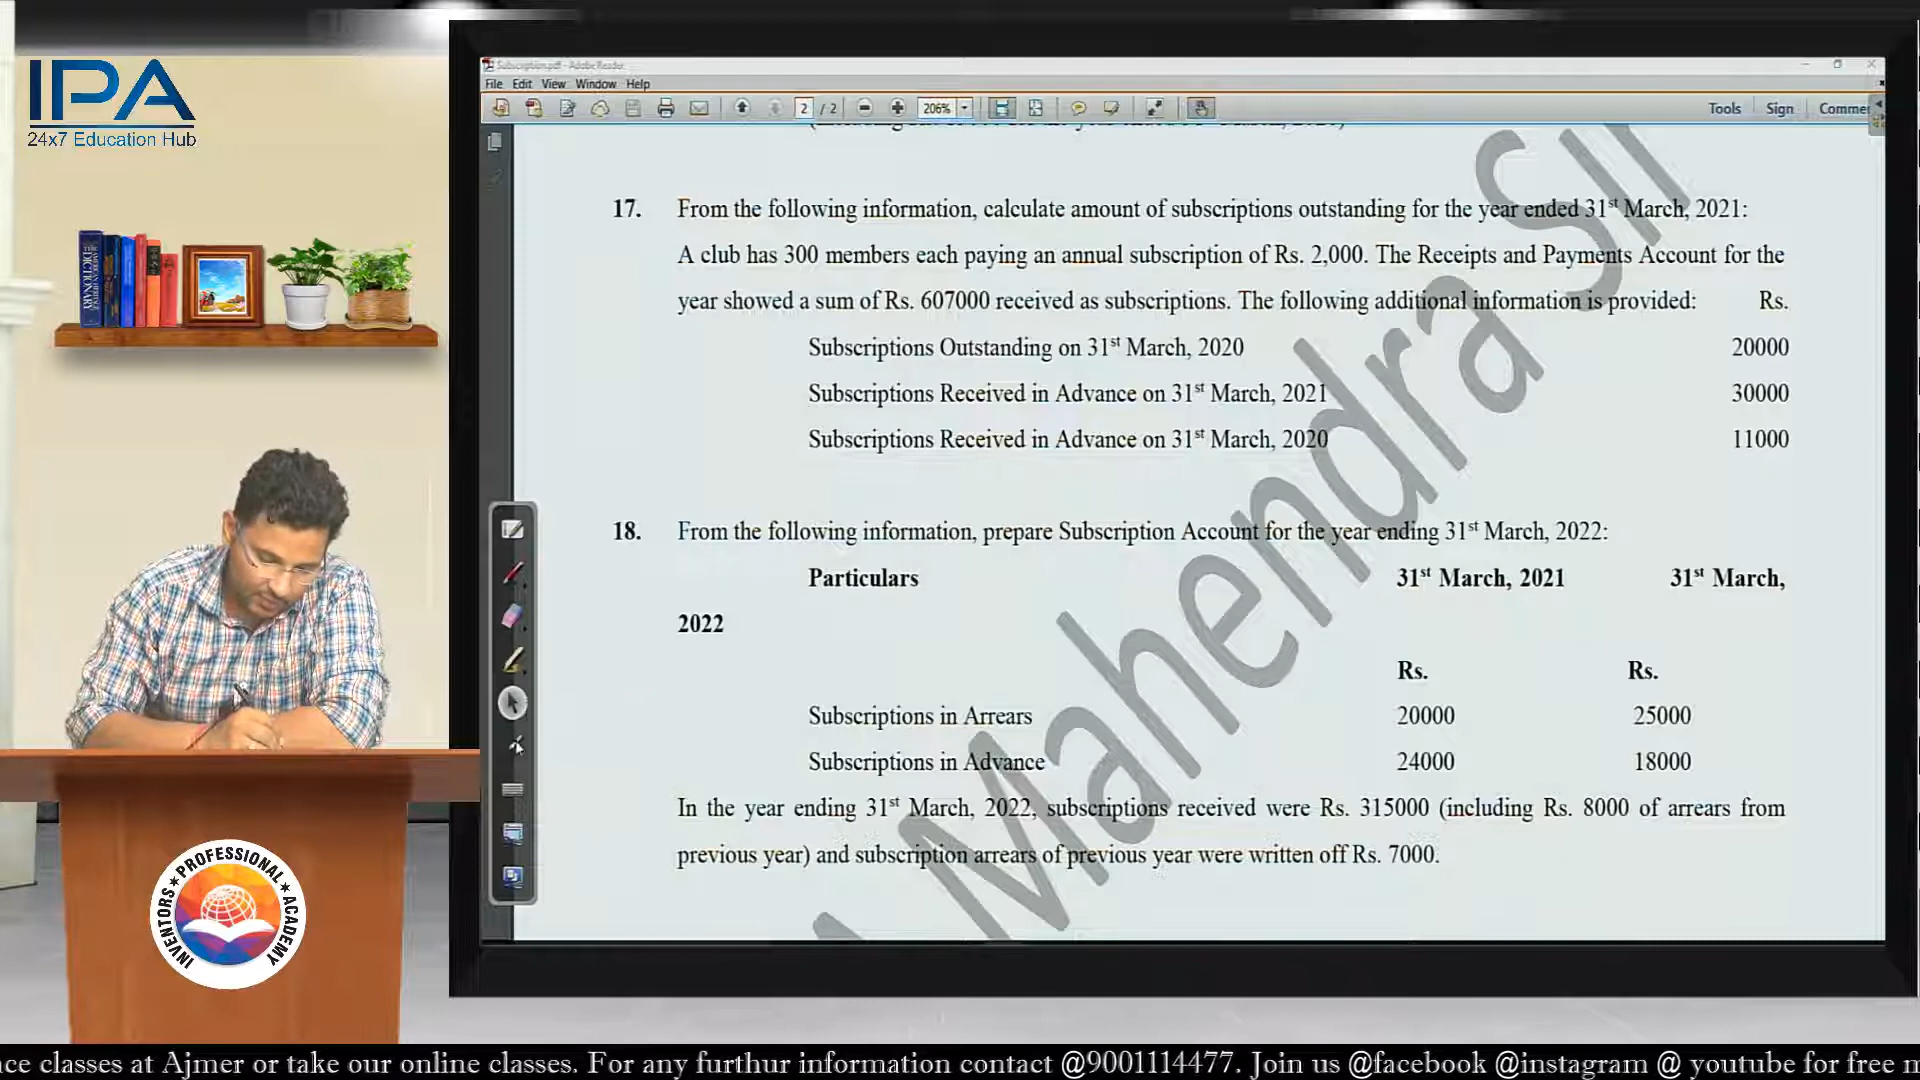 IPA
24x7 Education Hub
Subscription.pdf - Adobe Reader
File Edit View Window Help
2 / 2 206% Tools Sign Comme
17. From the following information, calculate amount of subscriptions outstanding for the year ended 31st March, 2021:
A club has 300 members each paying an annual subscription of Rs. 2,000. The Receipts and Payments Account for the
year showed a sum of Rs. 607000 received as subscriptions. The following additional information is provided: Rs.
Subscriptions Outstanding on 31st March, 2020 20000
Subscriptions Received in Advance on 31st March, 2021 30000
Subscriptions Received in Advance on 31st March, 2020 11000
18. From the following information, prepare Subscription Account for the year ending 31st March, 2022:
Particulars 31st March, 2021 31st March,
2022
Rs. Rs.
Subscriptions in Arrears 20000 25000
Subscriptions in Advance 24000 18000
In the year ending 31st March, 2022, subscriptions received were Rs. 315000 (including Rs. 8000 of arrears from
previous year) and subscription arrears of previous year were written off Rs. 7000.
Mahendra Sir
INVENTORS PROFESSIONAL ACADEMY
nce classes at Ajmer or take our online classes. For any furthur information contact @9001114477. Join us @facebook @instagram @ youtube for free m